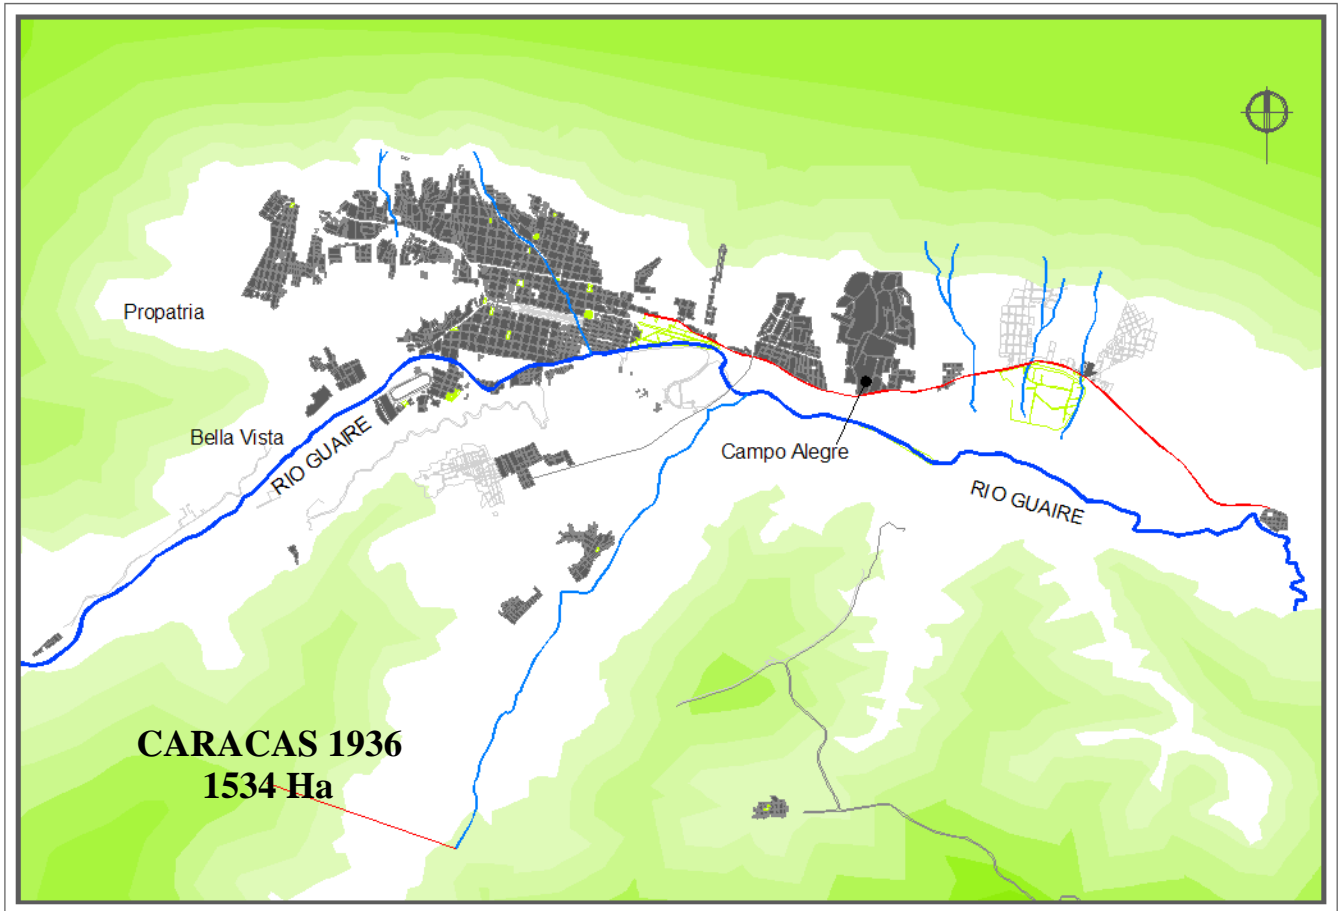 Propatria
Bella Vista
RIO GUAIRE
Campo Alegre
RIO GUAIRE
CARACAS 1936
1534 Ha